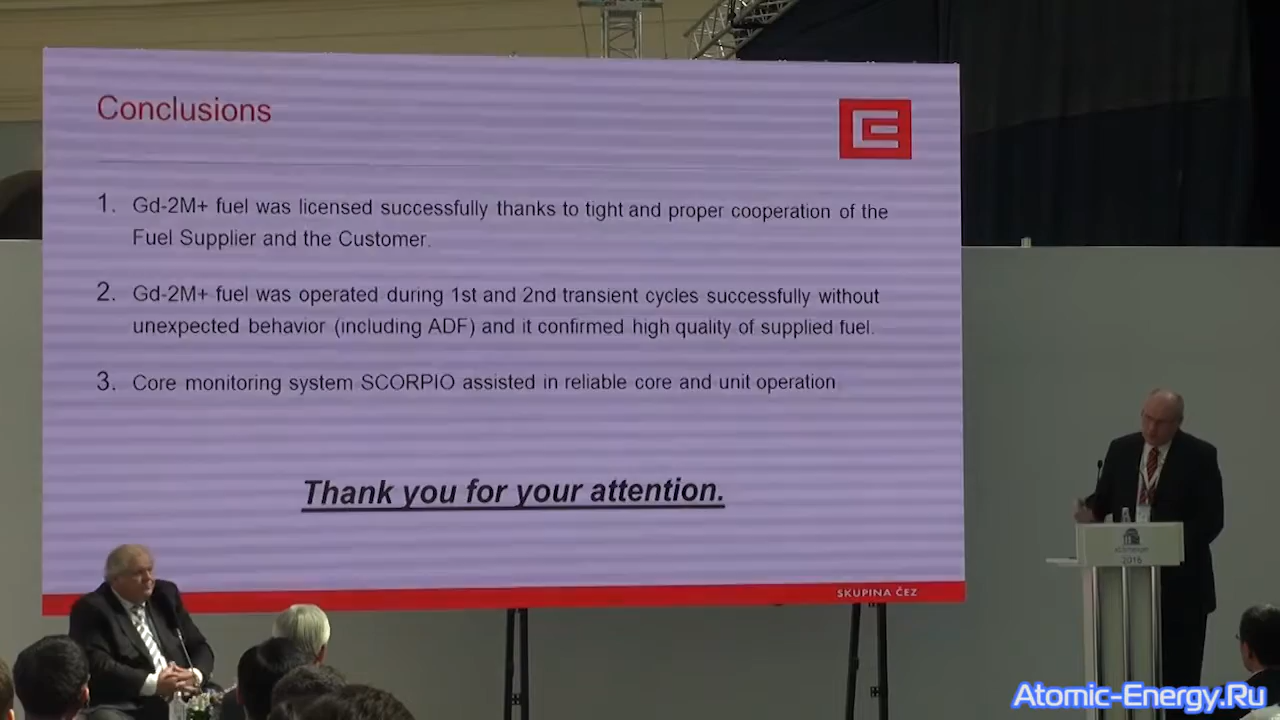 Conclusions
1. Gd-2M+ fuel was licensed successfully thanks to tight and proper cooperation of the
Fuel Supplier and the Customer.
2. Gd-2M+ fuel was operated during 1st and 2nd transient cycles successfully without
unexpected behavior (including ADF) and it confirmed high quality of supplied fuel.
3. Core monitoring system SCORPIO assisted in reliable core and unit operation
Thank you for your attention.
SKUPINA ČEZ
2016
Atomic-Energy.Ru